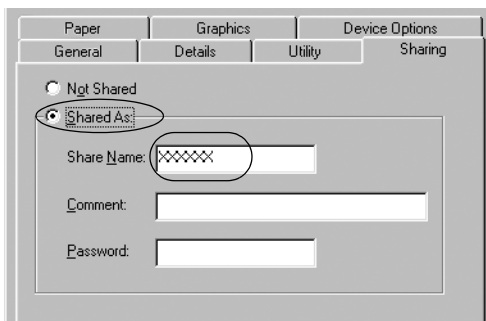 Paper Graphics Device Options
General Details Utility Sharing
Not Shared
Shared As:
Share Name: XXXXXX
Comment:
Password: